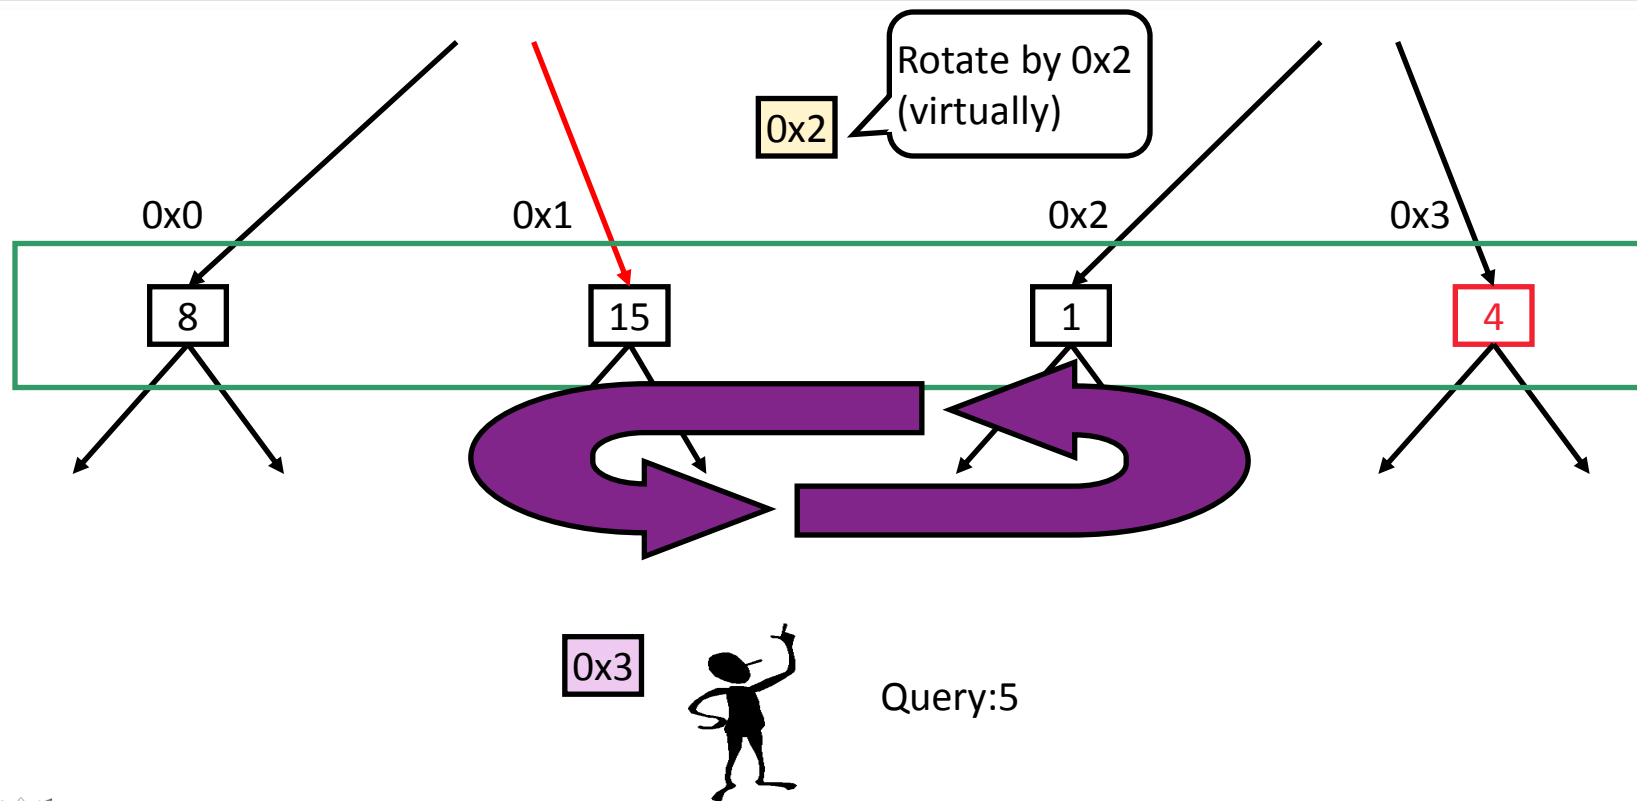 Rotate by 0x2
(virtually)
0x2
0x0 0x1 0x2 0x3
8 15 1 4
0x3
Query:5